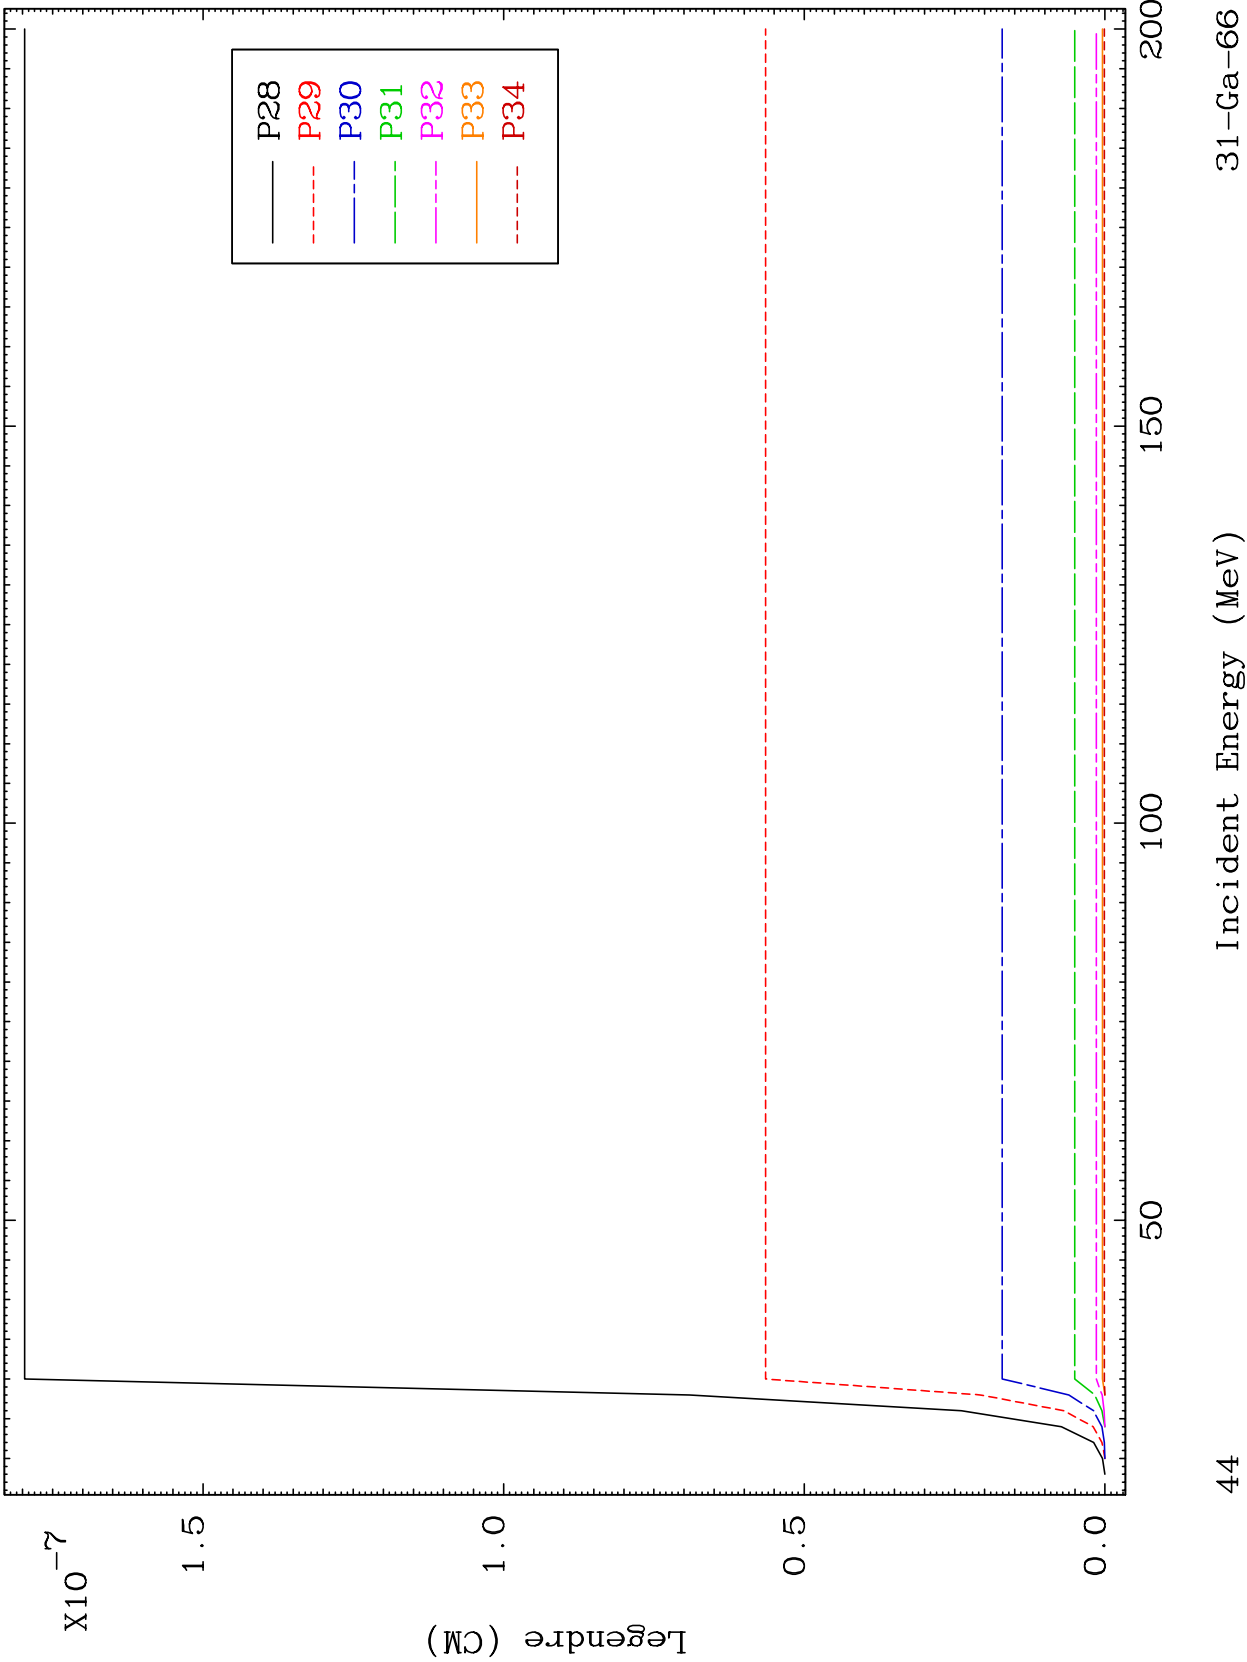 X10-7
Legendre (CM)
1.5
1.0
0.5
0.0
P28
P29
P30
P31
P32
P33
P34
50
100
150
200
Incident Energy (MeV)
44
31-Ga-66